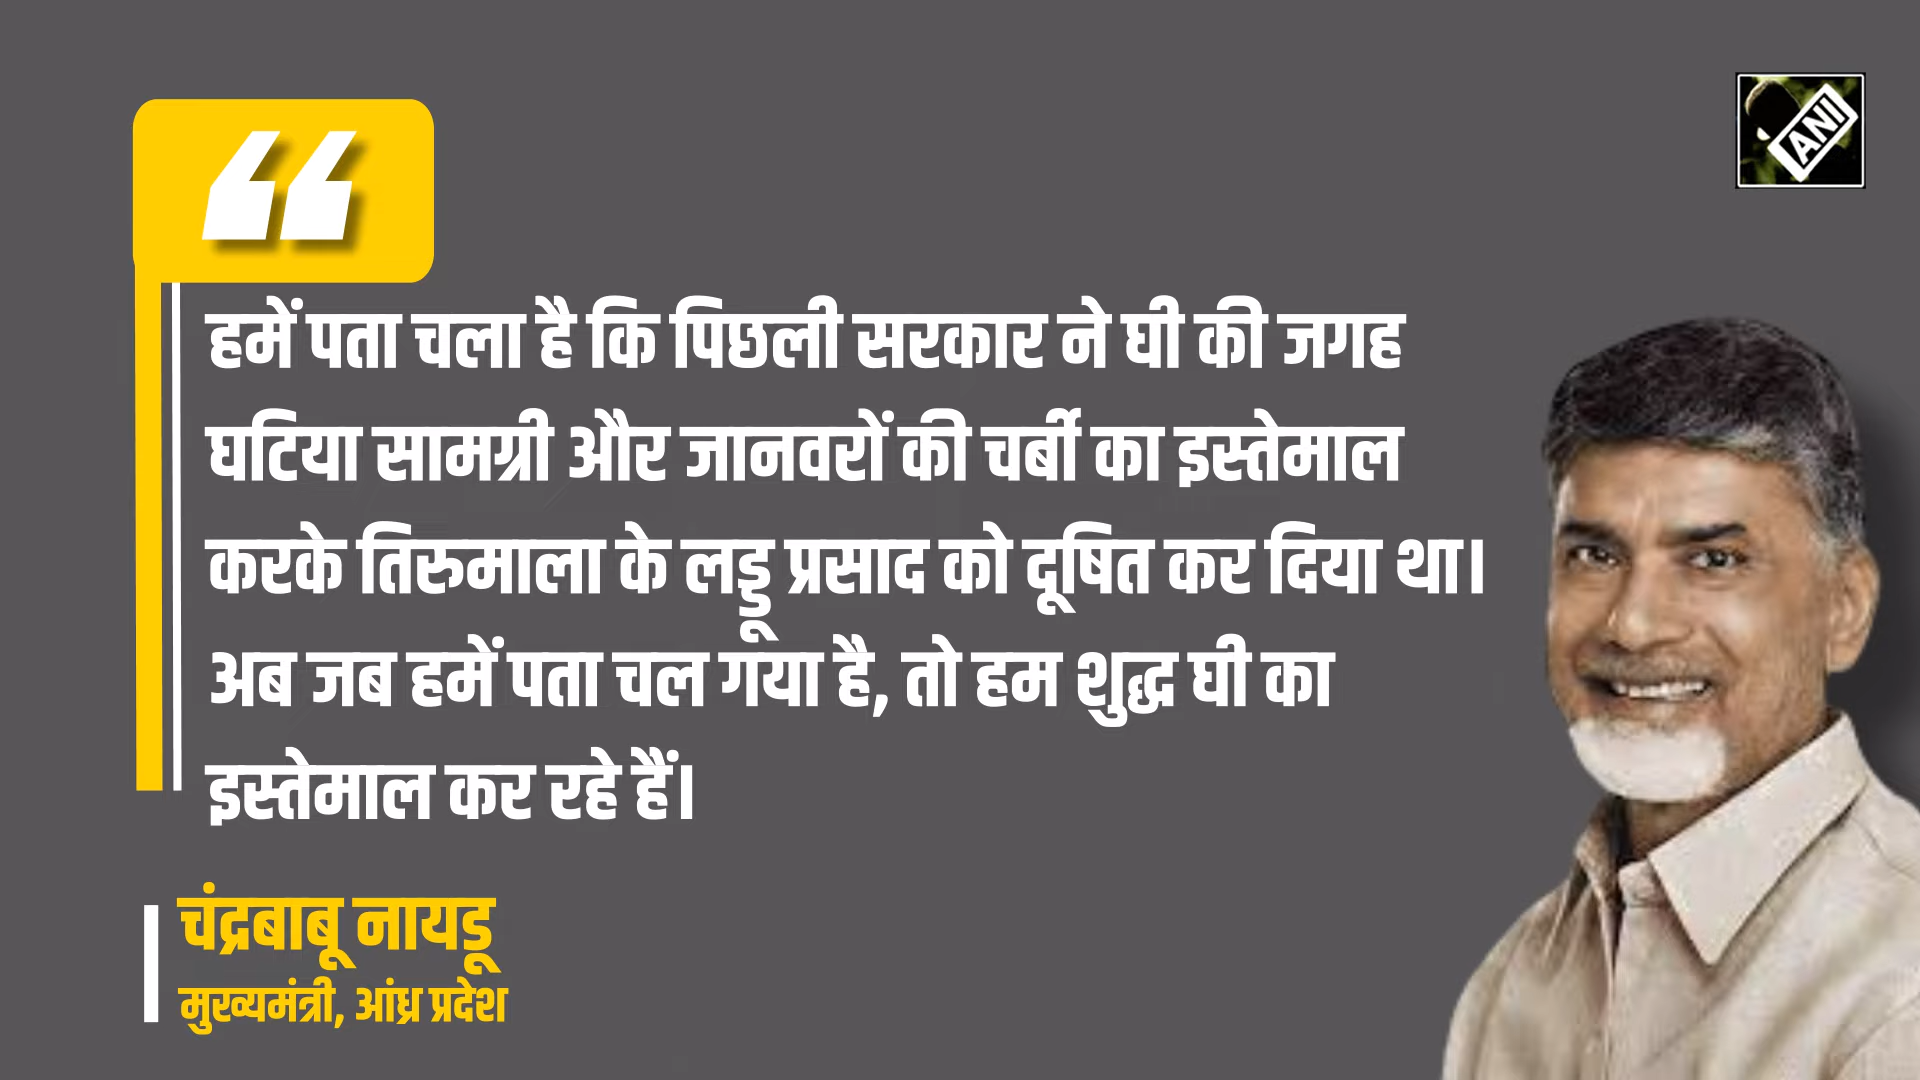 ANI
हमें पता चला है कि पिछली सरकार ने घी की जगह
घटिया सामग्री और जानवरों की चर्बी का इस्तेमाल
करके तिरुमाला के लड्डू प्रसाद को दूषित कर दिया था।
अब जब हमें पता चल गया है, तो हम शुद्ध घी का
इस्तेमाल कर रहे हैं।
चंद्रबाबू नायडू
मुख्यमंत्री, आंध्र प्रदेश